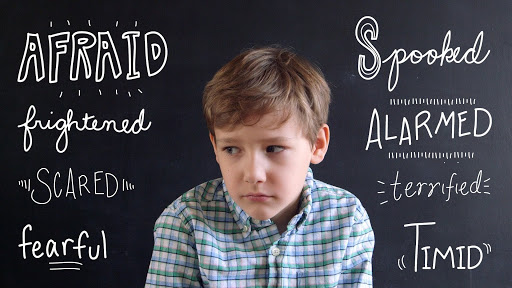 AFRAID
frightened
SCARED
fearful
Spooked
ALARMED
terrified
TIMID